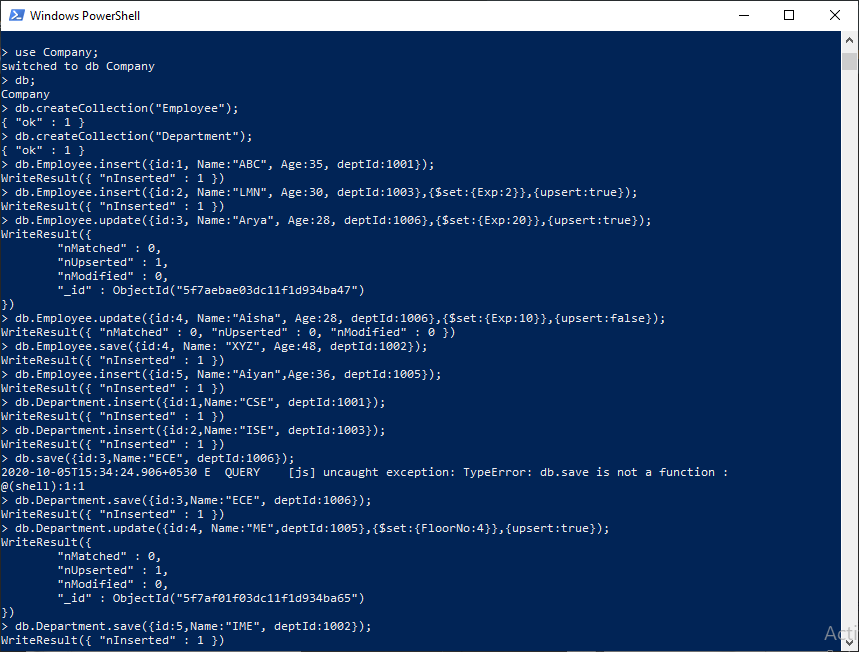 Windows PowerShell
> use Company;
switched to db Company
> db;
Company
> db.createCollection("Employee");
{ "ok" : 1 }
> db.createCollection("Department");
{ "ok" : 1 }
> db.Employee.insert({id:1, Name:"ABC", Age:35, deptId:1001});
WriteResult({ "nInserted" : 1 })
> db.Employee.insert({id:2, Name:"LMN", Age:30, deptId:1003},{$set:{Exp:2}},{upsert:true});
WriteResult({ "nInserted" : 1 })
> db.Employee.update({id:3, Name:"Arya", Age:28, deptId:1006},{$set:{Exp:20}},{upsert:true});
WriteResult({
        "nMatched" : 0,
        "nUpserted" : 1,
        "nModified" : 0,
        "_id" : ObjectId("5f7aebae03dc11f1d934ba47")
})
> db.Employee.update({id:4, Name:"Aisha", Age:28, deptId:1006},{$set:{Exp:10}},{upsert:false});
WriteResult({ "nMatched" : 0, "nUpserted" : 0, "nModified" : 0 })
> db.Employee.save({id:4, Name: "XYZ", Age:48, deptId:1002});
WriteResult({ "nInserted" : 1 })
> db.Employee.insert({id:5, Name:"Aiyan",Age:36, deptId:1005});
WriteResult({ "nInserted" : 1 })
> db.Department.insert({id:1,Name:"CSE", deptId:1001});
WriteResult({ "nInserted" : 1 })
> db.Department.insert({id:2,Name:"ISE", deptId:1003});
WriteResult({ "nInserted" : 1 })
> db.save({id:3,Name:"ECE", deptId:1006});
2020-10-05T15:34:24.906+0530 E  QUERY    [js] uncaught exception: TypeError: db.save is not a function :
@(shell):1:1
> db.Department.save({id:3,Name:"ECE", deptId:1006});
WriteResult({ "nInserted" : 1 })
> db.Department.update({id:4, Name:"ME",deptId:1005},{$set:{FloorNo:4}},{upsert:true});
WriteResult({
        "nMatched" : 0,
        "nUpserted" : 1,
        "nModified" : 0,
        "_id" : ObjectId("5f7af01f03dc11f1d934ba65")
})
> db.Department.save({id:5,Name:"IME", deptId:1002});
WriteResult({ "nInserted" : 1 })